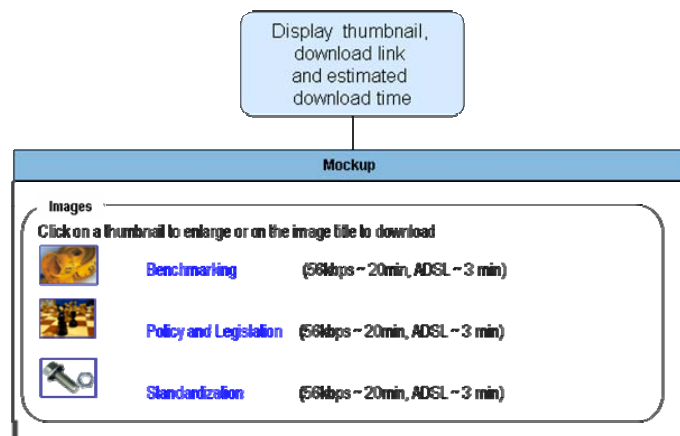 Display thumbnail,
download link
and estimated
download time
Mockup
Images
Click on a thumbnail to enlarge or on the image title to download
Benchmarking (56kbps ~ 20min, ADSL ~ 3 min)
Policy and Legislation (56kbps ~ 20min, ADSL ~ 3 min)
Standardization (56kbps ~ 20min, ADSL ~ 3 min)